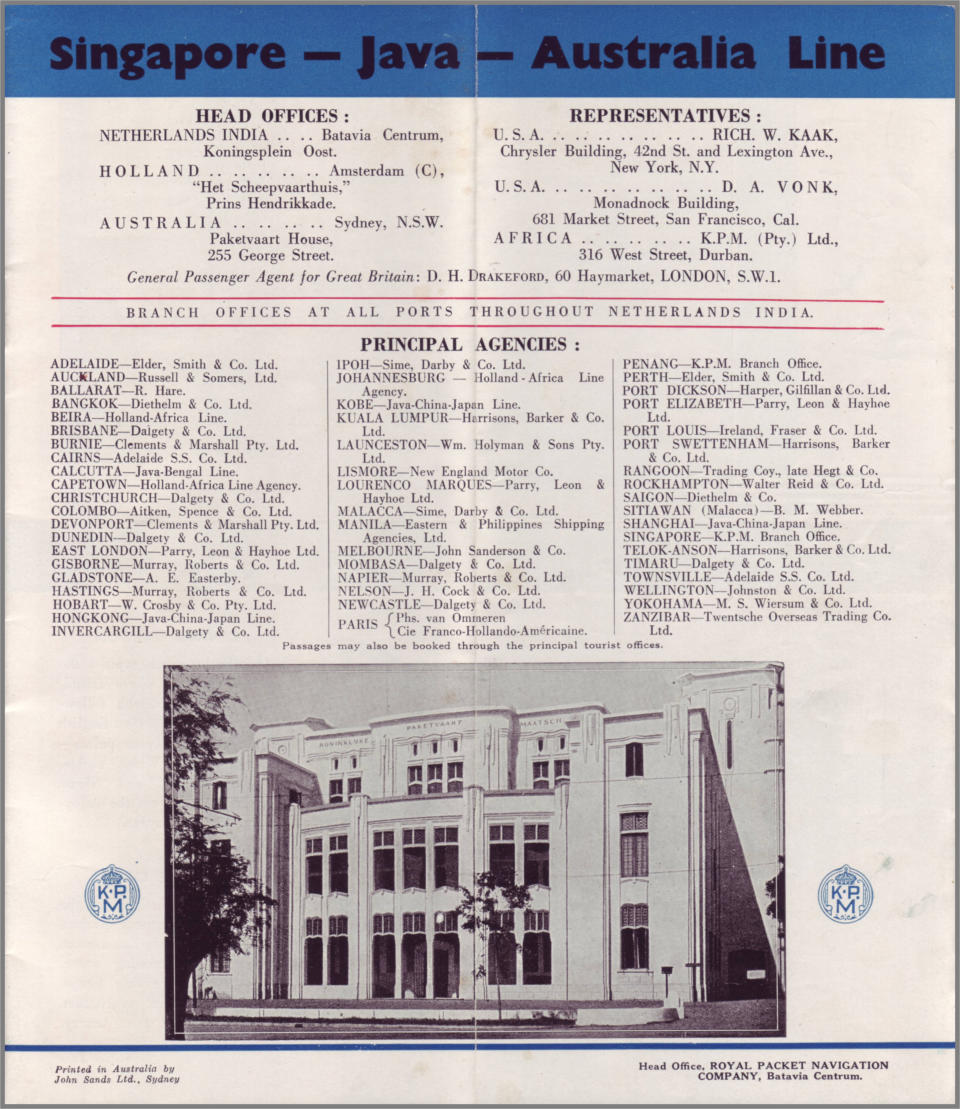 Singapore — Java — Australia Line
HEAD OFFICES :
NETHERLANDS INDIA .. .. Batavia Centrum,
Koningsplein Oost.
HOLLAND .. .. .. .. .. Amsterdam (C),
“Het Scheepvaarthuis,”
Prins Hendrikkade.
AUSTRALIA .. .. .. .. Sydney, N.S.W.
Paketvaart House,
255 George Street.
REPRESENTATIVES :
U.S.A. .. .. .. .. .. .. .. .. RICH. W. KAAK,
Chrysler Building, 42nd St. and Lexington Ave.,
New York, N.Y.
U.S.A. .. .. .. .. .. .. .. .. D. A. VONK,
Monadnock Building,
681 Market Street, San Francisco, Cal.
AFRICA .. .. .. .. .. .. K.P.M. (Pty.) Ltd.,
316 West Street, Durban.
General Passenger Agent for Great Britain: D. H. DRAKEFORD, 60 Haymarket, LONDON, S.W.1.
BRANCH OFFICES AT ALL PORTS THROUGHOUT NETHERLANDS INDIA.
PRINCIPAL AGENCIES :
ADELAIDE—Elder, Smith & Co. Ltd.
AUCKLAND—Russell & Somers, Ltd.
BALLARAT—R. Hare.
BANGKOK—Diethelm & Co. Ltd.
BEIRA—Holland-Africa Line.
BRISBANE—Dalgety & Co. Ltd.
BURNIE—Clements & Marshall Pty. Ltd.
CAIRNS—Adelaide S.S. Co. Ltd.
CALCUTTA—Java-Bengal Line.
CAPETOWN—Holland-Africa Line Agency.
CHRISTCHURCH—Dalgety & Co. Ltd.
COLOMBO—Aitken, Spence & Co. Ltd.
DEVONPORT—Clements & Marshall Pty. Ltd.
DUNEDIN—Dalgety & Co. Ltd.
EAST LONDON—Parry, Leon & Hayhoe Ltd.
GISBORNE—Murray, Roberts & Co. Ltd.
GLADSTONE—A. E. Easterby.
HASTINGS—Murray, Roberts & Co. Ltd.
HOBART—W. Crosby & Co. Pty. Ltd.
HONGKONG—Java-China-Japan Line.
INVERCARGILL—Dalgety & Co. Ltd.
IPOH—Sime, Darby & Co. Ltd.
JOHANNESBURG — Holland-Africa Line
Agency.
KOBE—Java-China-Japan Line.
KUALA LUMPUR—Harrisons, Barker & Co.
Ltd.
LAUNCESTON—Wm. Holyman & Sons Pty.
Ltd.
LISMORE—New England Motor Co.
LOURENCO MARQUES—Parry, Leon &
Hayhoe Ltd.
MALACCA—Sime, Darby & Co. Ltd.
MANILA—Eastern & Philippines Shipping
Agencies, Ltd.
MELBOURNE—John Sanderson & Co.
MOMBASA—Dalgety & Co. Ltd.
NAPIER—Murray, Roberts & Co. Ltd.
NELSON—J. H. Cock & Co. Ltd.
NEWCASTLE—Dalgety & Co. Ltd.
PARIS { Phs. van Ommeren
Cie Franco-Hollando-Américaine.
PENANG—K.P.M. Branch Office.
PERTH—Elder, Smith & Co. Ltd.
PORT DICKSON—Harper, Gilfillan & Co. Ltd.
PORT ELIZABETH—Parry, Leon & Hayhoe
Ltd.
PORT LOUIS—Ireland, Fraser & Co. Ltd.
PORT SWETTENHAM—Harrisons, Barker
& Co. Ltd.
RANGOON—Trading Coy., late Hegt & Co.
ROCKHAMPTON—Walter Reid & Co. Ltd.
SAIGON—Diethelm & Co.
SITIAWAN (Malacca)—B. M. Webber.
SHANGHAI—Java-China-Japan Line.
SINGAPORE—K.P.M. Branch Office.
TELOK-ANSON—Harrisons, Barker & Co. Ltd.
TIMARU—Dalgety & Co. Ltd.
TOWNSVILLE—Adelaide S.S. Co. Ltd.
WELLINGTON—Johnston & Co. Ltd.
YOKOHAMA—M. S. Wiersum & Co. Ltd.
ZANZIBAR—Twentsche Overseas Trading Co.
Ltd.
Passages may also be booked through the principal tourist offices.
KONINKLIJKE PAKETVAART MAATSCH
K.P.M
K.P.M
Printed in Australia by
John Sands Ltd., Sydney
Head Office, ROYAL PACKET NAVIGATION
COMPANY, Batavia Centrum.